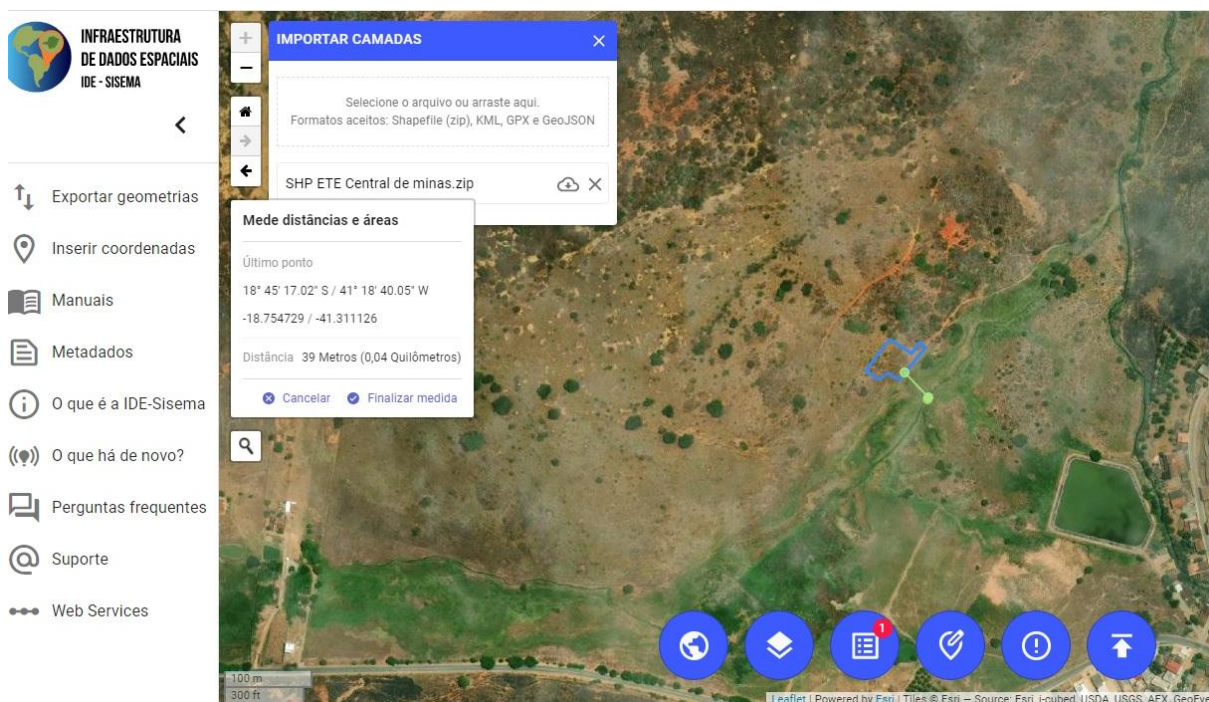 INFRAESTRUTURA
DE DADOS ESPACIAIS
IDE - SISEMA
Exportar geometrias
Inserir coordenadas
Manuais
Metadados
O que é a IDE-Sisema
O que há de novo?
Perguntas frequentes
Suporte
Web Services
IMPORTAR CAMADAS
Selecione o arquivo ou arraste aqui.
Formatos aceitos: Shapefile (zip), KML, GPX e GeoJSON
SHP ETE Central de minas.zip
Mede distâncias e áreas
Último ponto
18° 45' 17.02" S / 41° 18' 40.05" W
-18.754729 / -41.311126
Distância 39 Metros (0,04 Quilômetros)
Cancelar Finalizar medida
1
100 m
300 ft
Leaflet | Powered by Esri | Tiles © Esri — Source: Esri, i-cubed, USDA, USGS, AEX, GeoEye